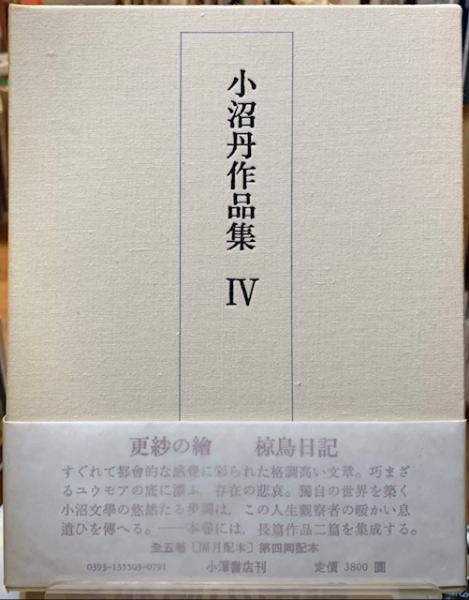 小沼丹作品集 Ⅳ
更紗の繪　椋鳥日記
すぐれて都會的な感覺に彩られた格調高い文章。巧まざ
るユウモアの底に漂ふ、存在の悲哀。獨自の世界を築く
小沼文學の悠然たる歩調は、この人生觀察者の暖かい息
遣ひを傳へる。――本卷には、長篇作品二篇を集成する。
全五卷［隔月配本］第四囘配本
0393-135503-0791　小澤書店刊　定價 3800 圓